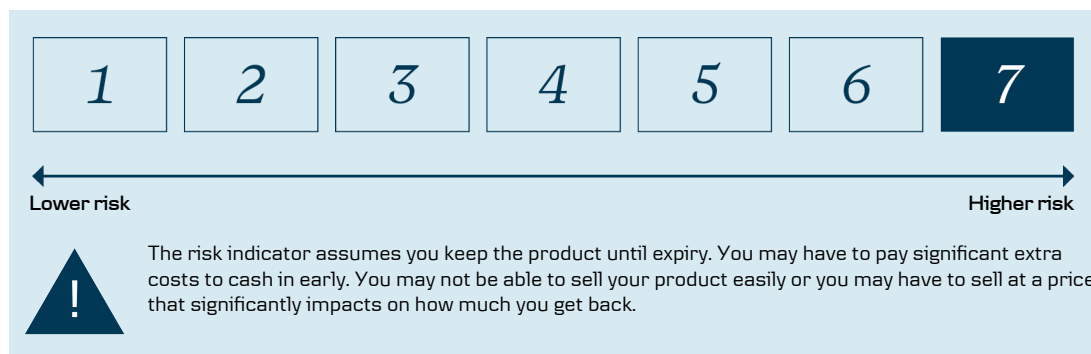 1 2 3 4 5 6 7
Lower risk Higher risk
!
The risk indicator assumes you keep the product until expiry. You may have to pay significant extra
costs to cash in early. You may not be able to sell your product easily or you may have to sell at a price
that significantly impacts on how much you get back.